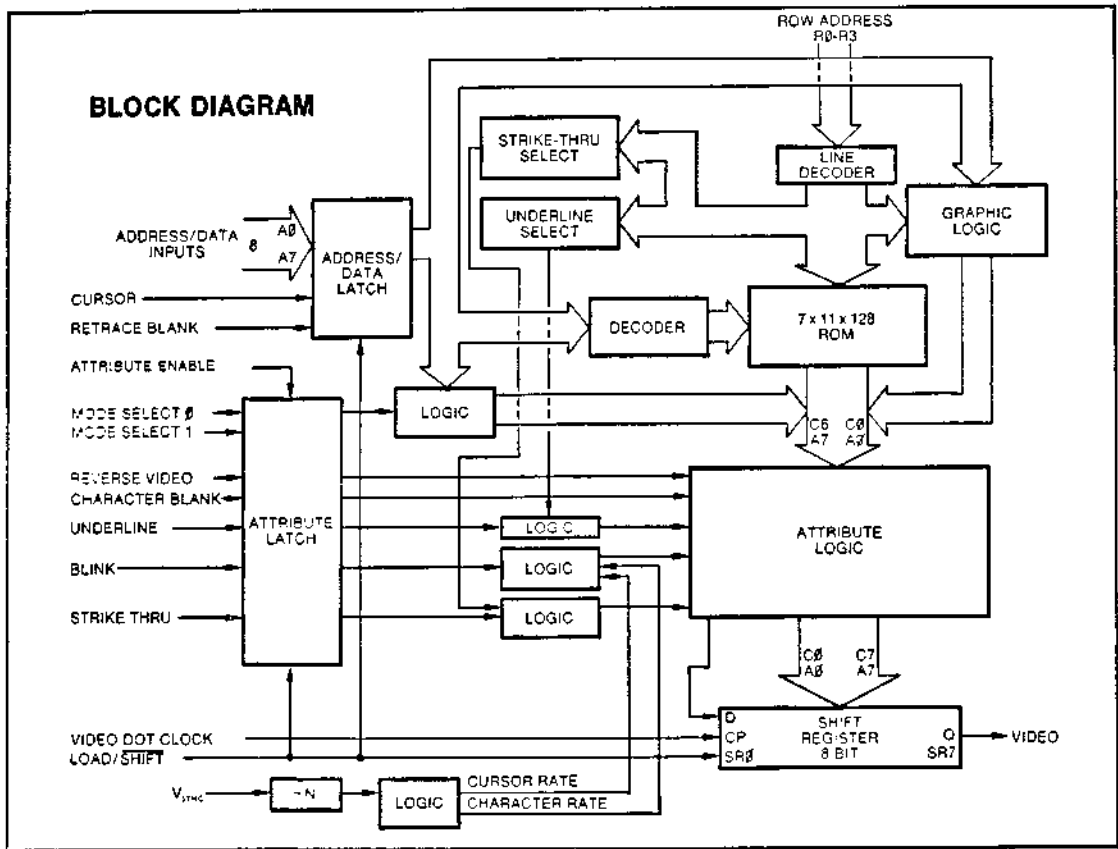 ROW ADDRESS
RØ-R3
BLOCK DIAGRAM
STRIKE-THRU
SELECT
LINE
DECODER
UNDERLINE
SELECT
GRAPHIC
LOGIC
ADDRESS/DATA
INPUTS
8
AØ
A7
ADDRESS/
DATA
LATCH
CURSOR
RETRACE BLANK
DECODER
7 x 11 x 128
ROM
ATTRIBUTE ENABLE
MODE SELECT Ø
MODE SELECT 1
LOGIC
C6
A7
CØ
AØ
REVERSE VIDEO
CHARACTER BLANK
UNDERLINE
BLINK
STRIKE THRU
ATTRIBUTE
LATCH
LOGIC
LOGIC
LOGIC
ATTRIBUTE
LOGIC
CØ
AØ
C7
A7
VIDEO DOT CLOCK
LOAD/SHIFT
D
CP
SRØ
SHIFT
REGISTER
8 BIT
Q
SR7
VIDEO
VSYNC
÷N
LOGIC
CURSOR RATE
CHARACTER RATE